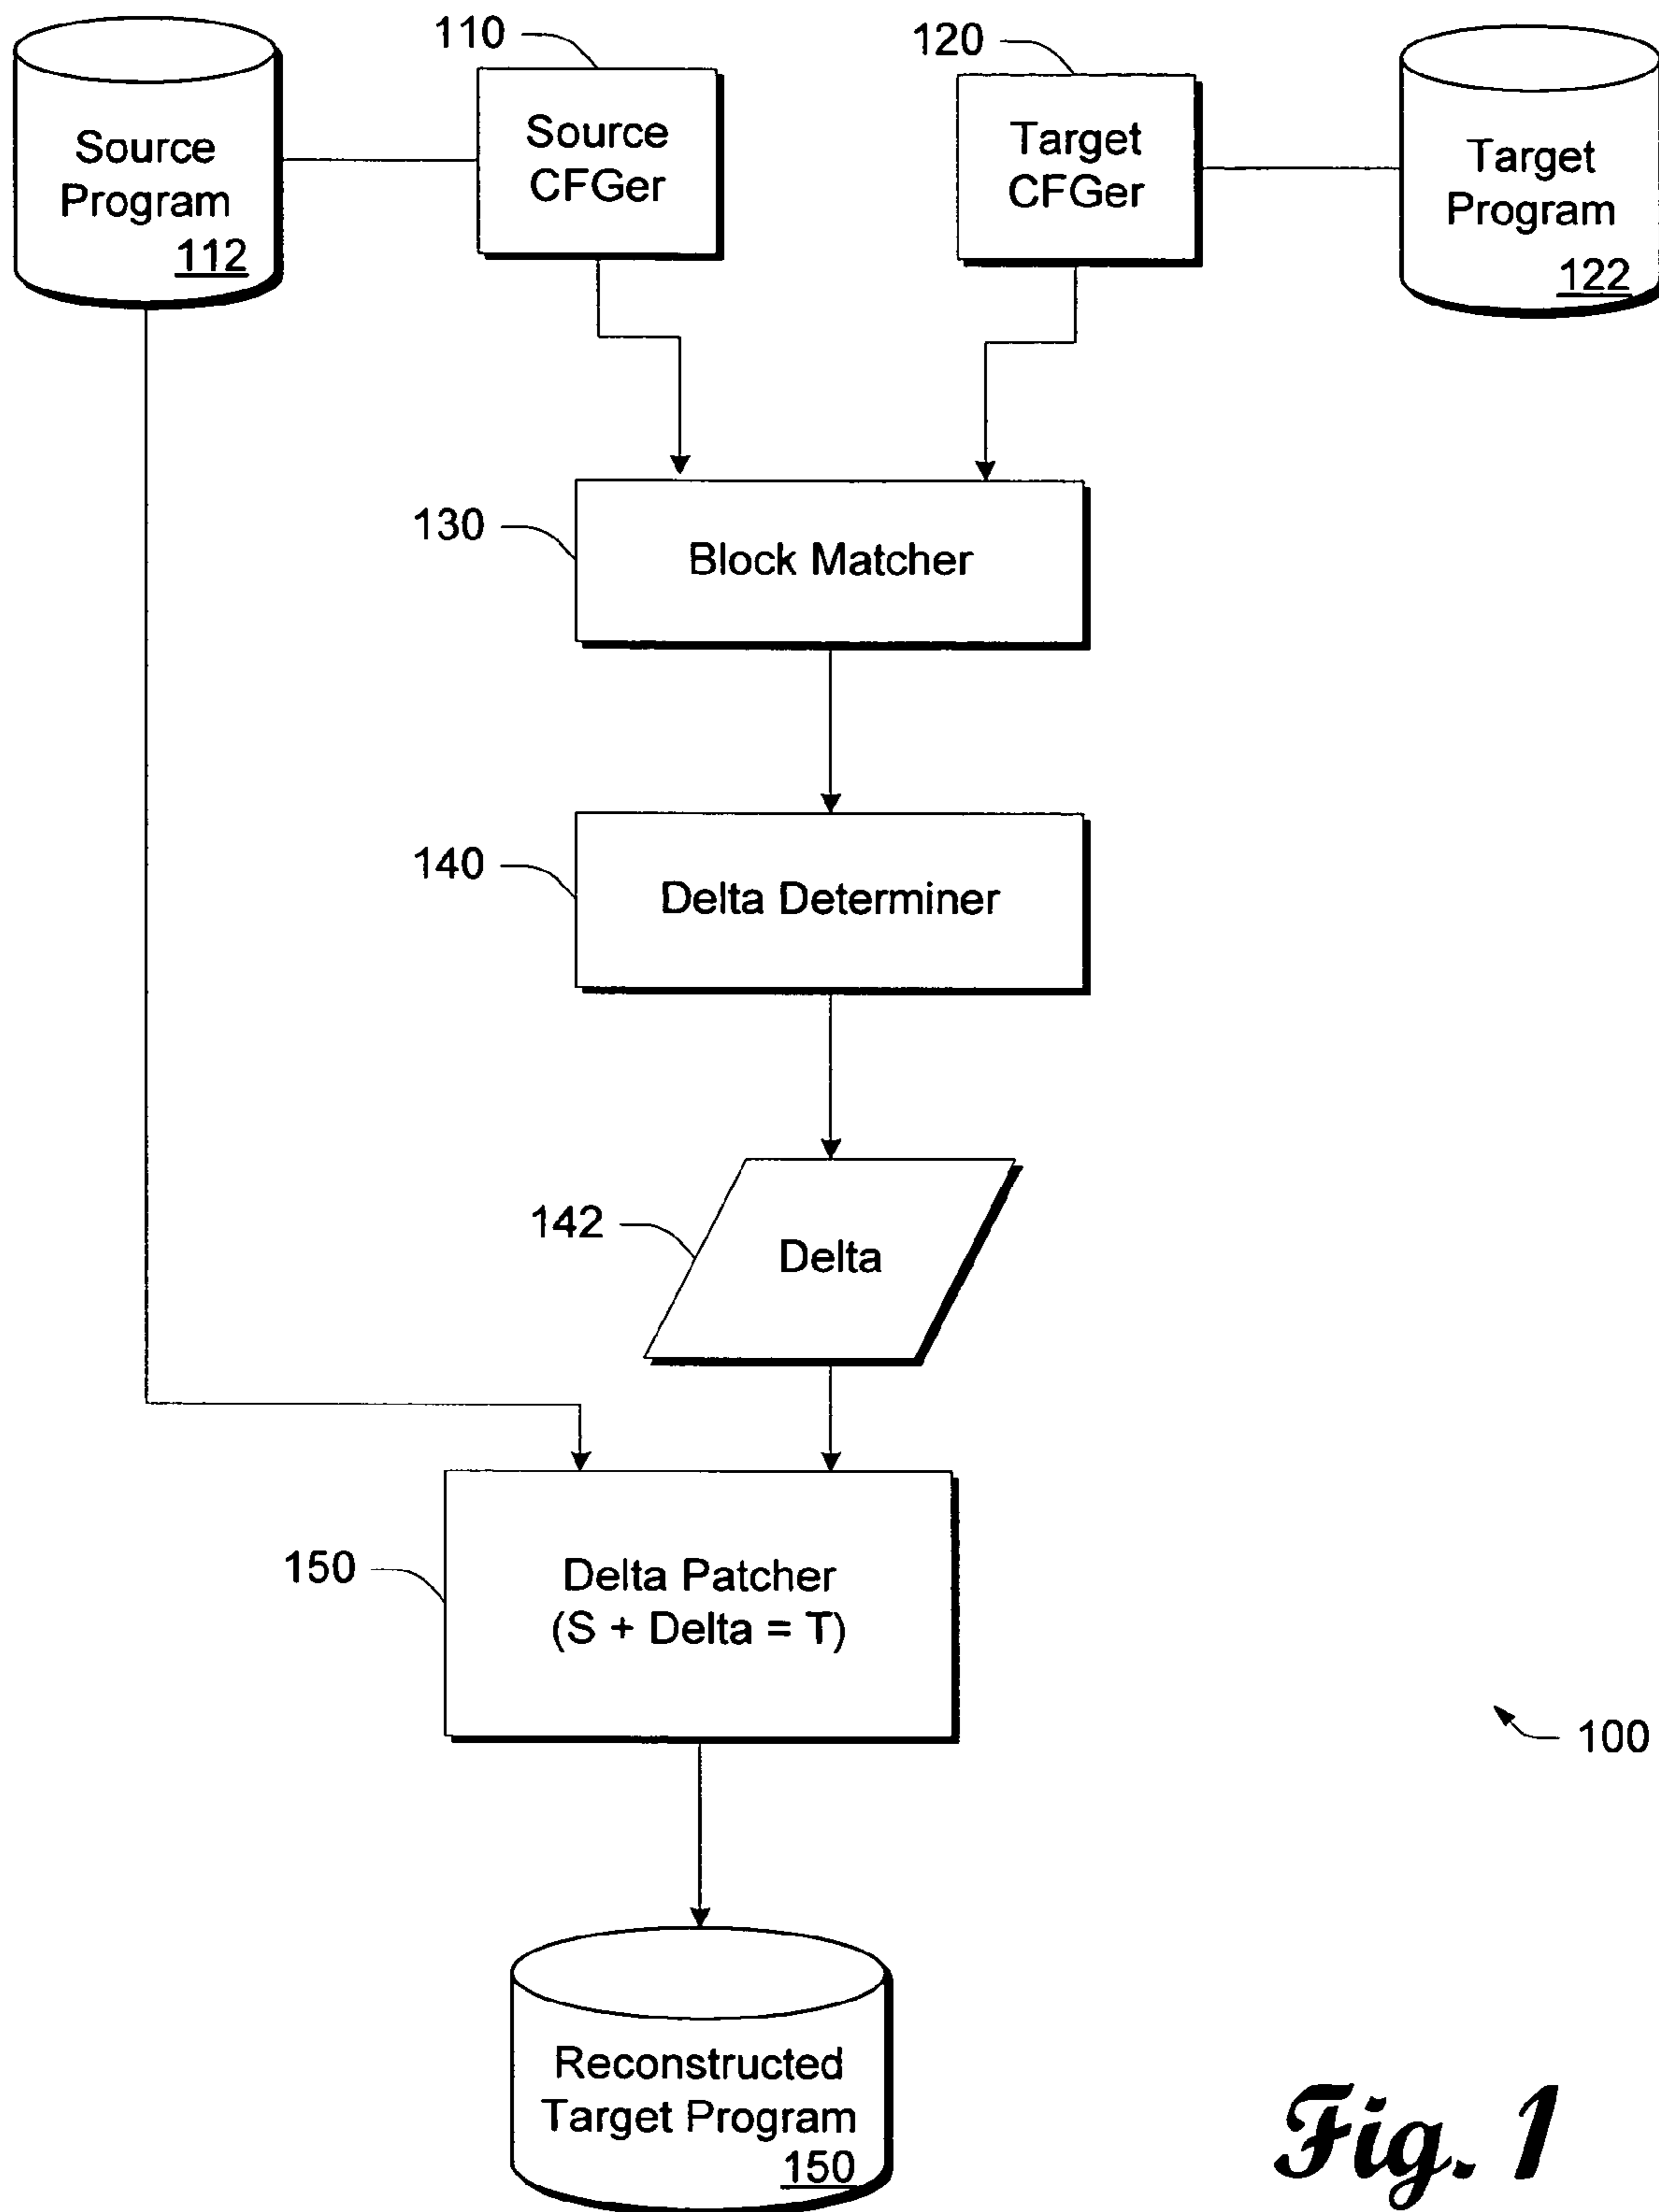 110
120
Source
Program
112
Source
CFGer
Target
CFGer
Target
Program
122
130
Block Matcher
140
Delta Determiner
142
Delta
150
Delta Patcher
(S + Delta = T)
100
Reconstructed
Target Program
150
Fig. 1